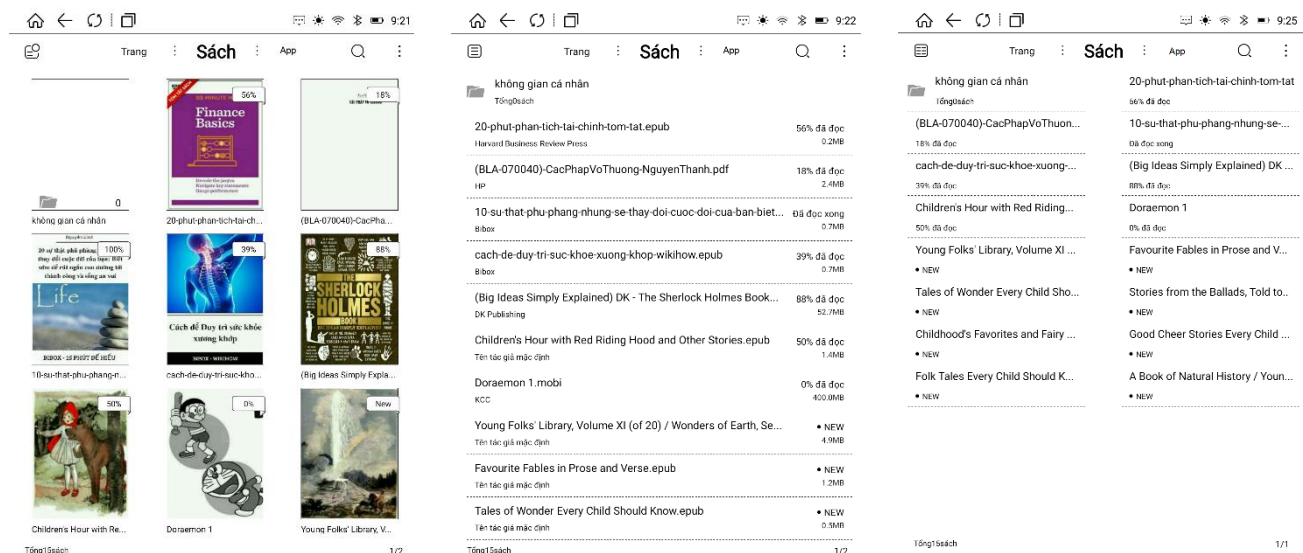 9:21
Trang
Sách
App
0
không gian cá nhân
56%
Finance
Basics
20-phut-phan-tich-tai-ch...
18%
(BLA-070040)-CacPha...
100%
Life
BIBOX - 25 PHÚT ĐỂ HIỂU
10-su-that-phu-phang-n...
39%
Cách để Duy trì sức khỏe
xương khớp
BIBOX - WIKIHOW
cach-de-duy-tri-suc-kho...
88%
THE
SHERLOCK
HOLMES
BOOK
(Big Ideas Simply Expla...
50%
Children's Hour with Re...
0%
Doraemon 1
New
Young Folks' Library, V...
Tổng15sách
1/2
9:22
Trang
Sách
App
không gian cá nhân
Tổng0sách
20-phut-phan-tich-tai-chinh-tom-tat.epub
56% đã đọc
Harvard Business Review Press
0.2MB
(BLA-070040)-CacPhapVoThuong-NguyenThanh.pdf
18% đã đọc
HP
2,4MB
10-su-that-phu-phang-nhung-se-thay-doi-cuoc-doi-cua-ban-biet...
Đã đọc xong
Bibox
0.7MB
cach-de-duy-tri-suc-khoe-xuong-khop-wikihow.epub
39% đã đọc
Bibox
0.7MB
(Big Ideas Simply Explained) DK - The Sherlock Holmes Book...
88% đã đọc
DK Publishing
52.7MB
Children's Hour with Red Riding Hood and Other Stories.epub
50% đã đọc
Tên tác giả mặc định
1.4MB
Doraemon 1.mobi
0% đã đọc
KCC
400.0MB
Young Folks' Library, Volume XI (of 20) / Wonders of Earth, Se...
• NEW
Tên tác giả mặc định
4.9MB
Favourite Fables in Prose and Verse.epub
• NEW
Tên tác giả mặc định
1.2MB
Tales of Wonder Every Child Should Know.epub
• NEW
Tên tác giả mặc định
0.5MB
Tổng15sách
1/2
9:25
Trang
Sách
App
không gian cá nhân
Tổng0sách
20-phut-phan-tich-tai-chinh-tom-tat
56% đã đọc
(BLA-070040)-CacPhapVoThuon...
18% đã đọc
10-su-that-phu-phang-nhung-se-...
Đã đọc xong
cach-de-duy-tri-suc-khoe-xuong-...
39% đã đọc
(Big Ideas Simply Explained) DK ...
88% đã đọc
Children's Hour with Red Riding...
50% đã đọc
Doraemon 1
0% đã đọc
Young Folks' Library, Volume XI ...
• NEW
Favourite Fables in Prose and V...
• NEW
Tales of Wonder Every Child Sho...
• NEW
Stories from the Ballads, Told to..
• NEW
Childhood's Favorites and Fairy ...
• NEW
Good Cheer Stories Every Child ...
• NEW
Folk Tales Every Child Should K...
• NEW
A Book of Natural History / Youn...
• NEW
Tổng15sách
1/1